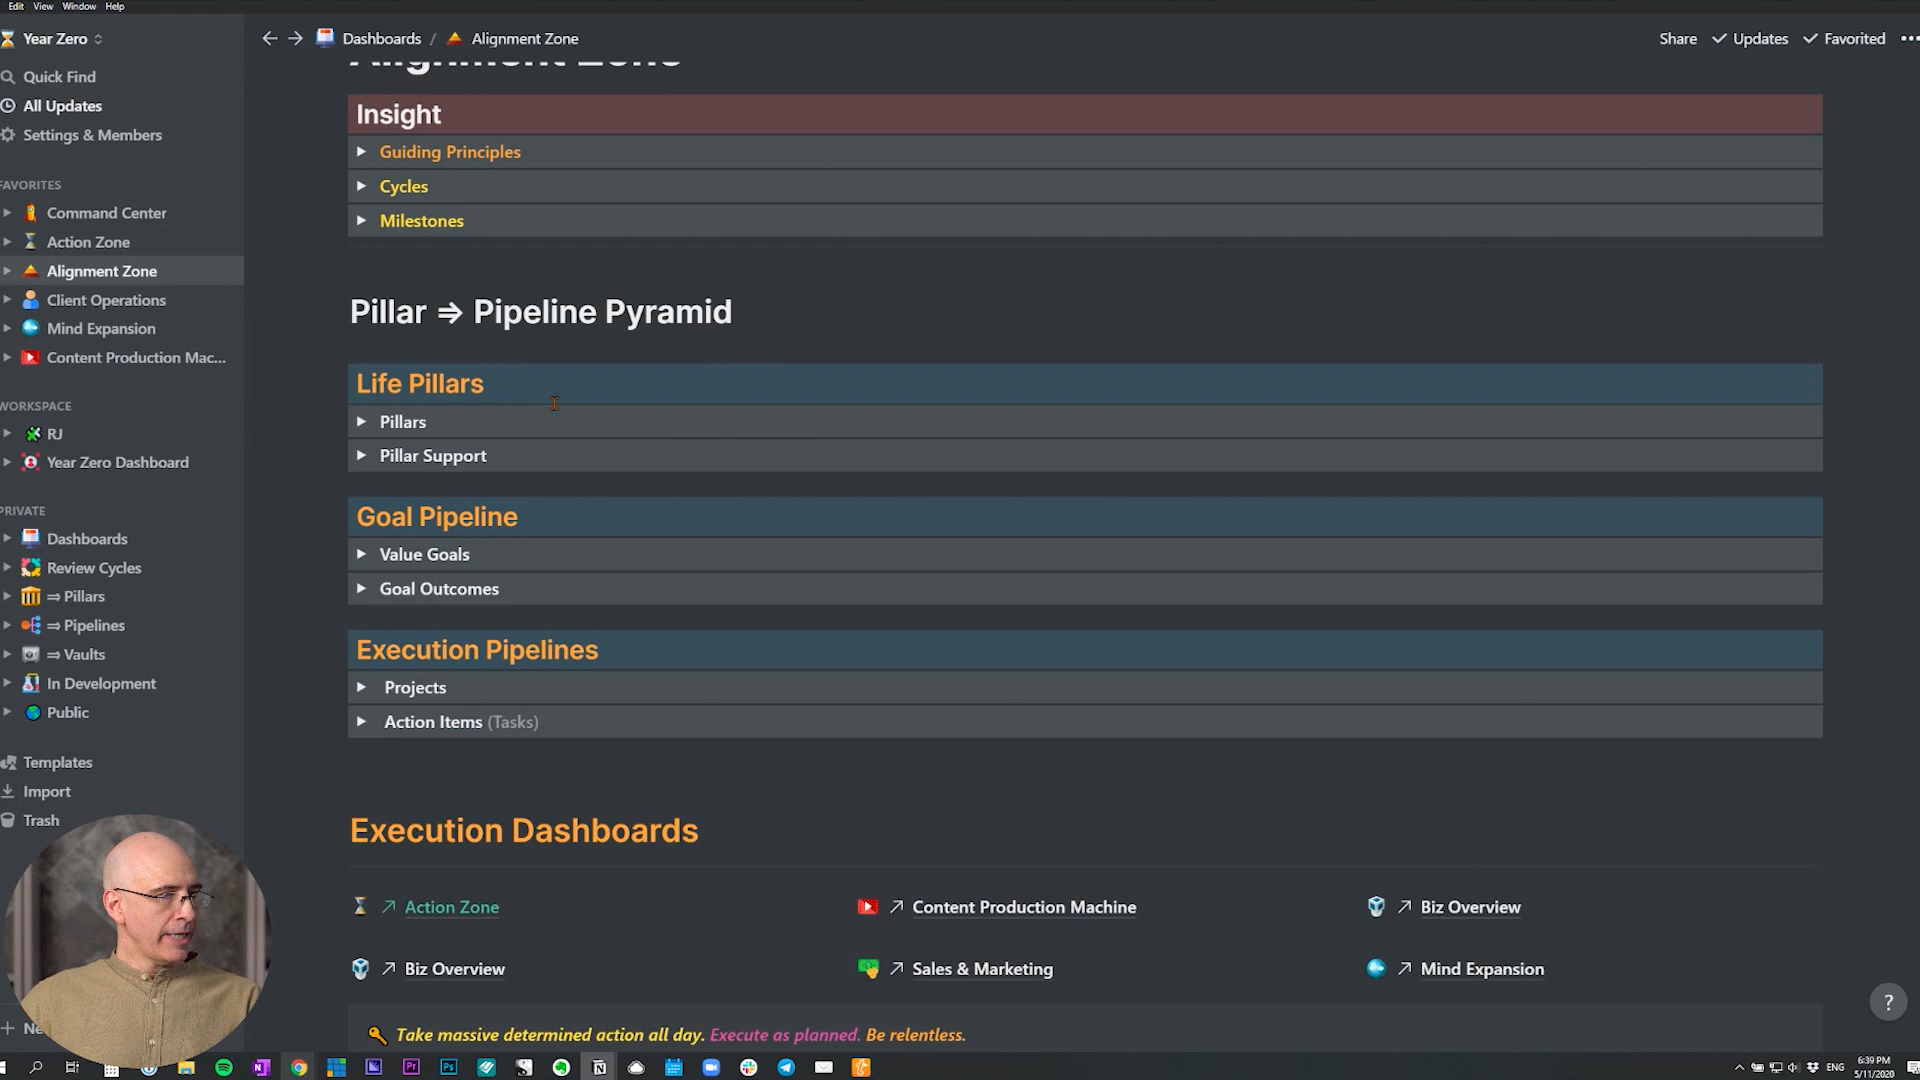 Edit View Window Help
Year Zero
Dashboards / Alignment Zone
Share Updates Favorited
Quick Find
All Updates
Settings & Members
FAVORITES
Command Center
Action Zone
Alignment Zone
Client Operations
Mind Expansion
Content Production Mac...
WORKSPACE
RJ
Year Zero Dashboard
PRIVATE
Dashboards
Review Cycles
⇒ Pillars
⇒ Pipelines
⇒ Vaults
In Development
Public
Templates
Import
Trash
+ Ne
Alignment Zone
Insight
Guiding Principles
Cycles
Milestones
Pillar ⇒ Pipeline Pyramid
Life Pillars
Pillars
Pillar Support
Goal Pipeline
Value Goals
Goal Outcomes
Execution Pipelines
Projects
Action Items (Tasks)
Execution Dashboards
↗ Action Zone
↗ Content Production Machine
↗ Biz Overview
↗ Biz Overview
↗ Sales & Marketing
↗ Mind Expansion
Take massive determined action all day. Execute as planned. Be relentless.
?
Pr Ps
ENG
6:39 PM
5/11/2020